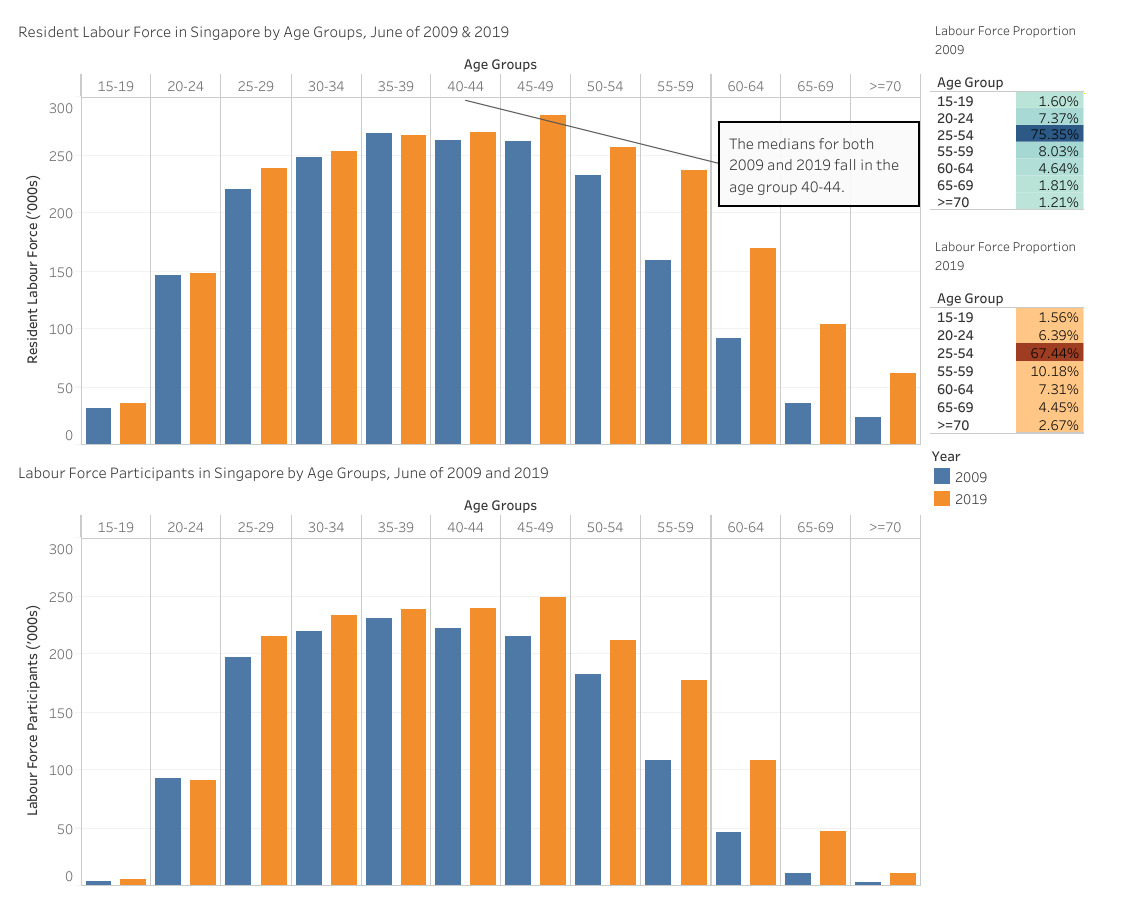 Resident Labour Force in Singapore by Age Groups, June of 2009 & 2019
Age Groups
15-19 20-24 25-29 30-34 35-39 40-44 45-49 50-54 55-59 60-64 65-69 >=70
300
250
200
150
100
50
0
Resident Labour Force ('000s)
The medians for both
2009 and 2019 fall in the
age group 40-44.
Labour Force Proportion
2009
Age Group
15-19 1.60%
20-24 7.37%
25-54 75.35%
55-59 8.03%
60-64 4.64%
65-69 1.81%
>=70 1.21%
Labour Force Proportion
2019
Age Group
15-19 1.56%
20-24 6.39%
25-54 67.44%
55-59 10.18%
60-64 7.31%
65-69 4.45%
>=70 2.67%
Year
2009
2019
Labour Force Participants in Singapore by Age Groups, June of 2009 and 2019
Age Groups
15-19 20-24 25-29 30-34 35-39 40-44 45-49 50-54 55-59 60-64 65-69 >=70
300
250
200
150
100
50
0
Labour Force Participants ('000s)